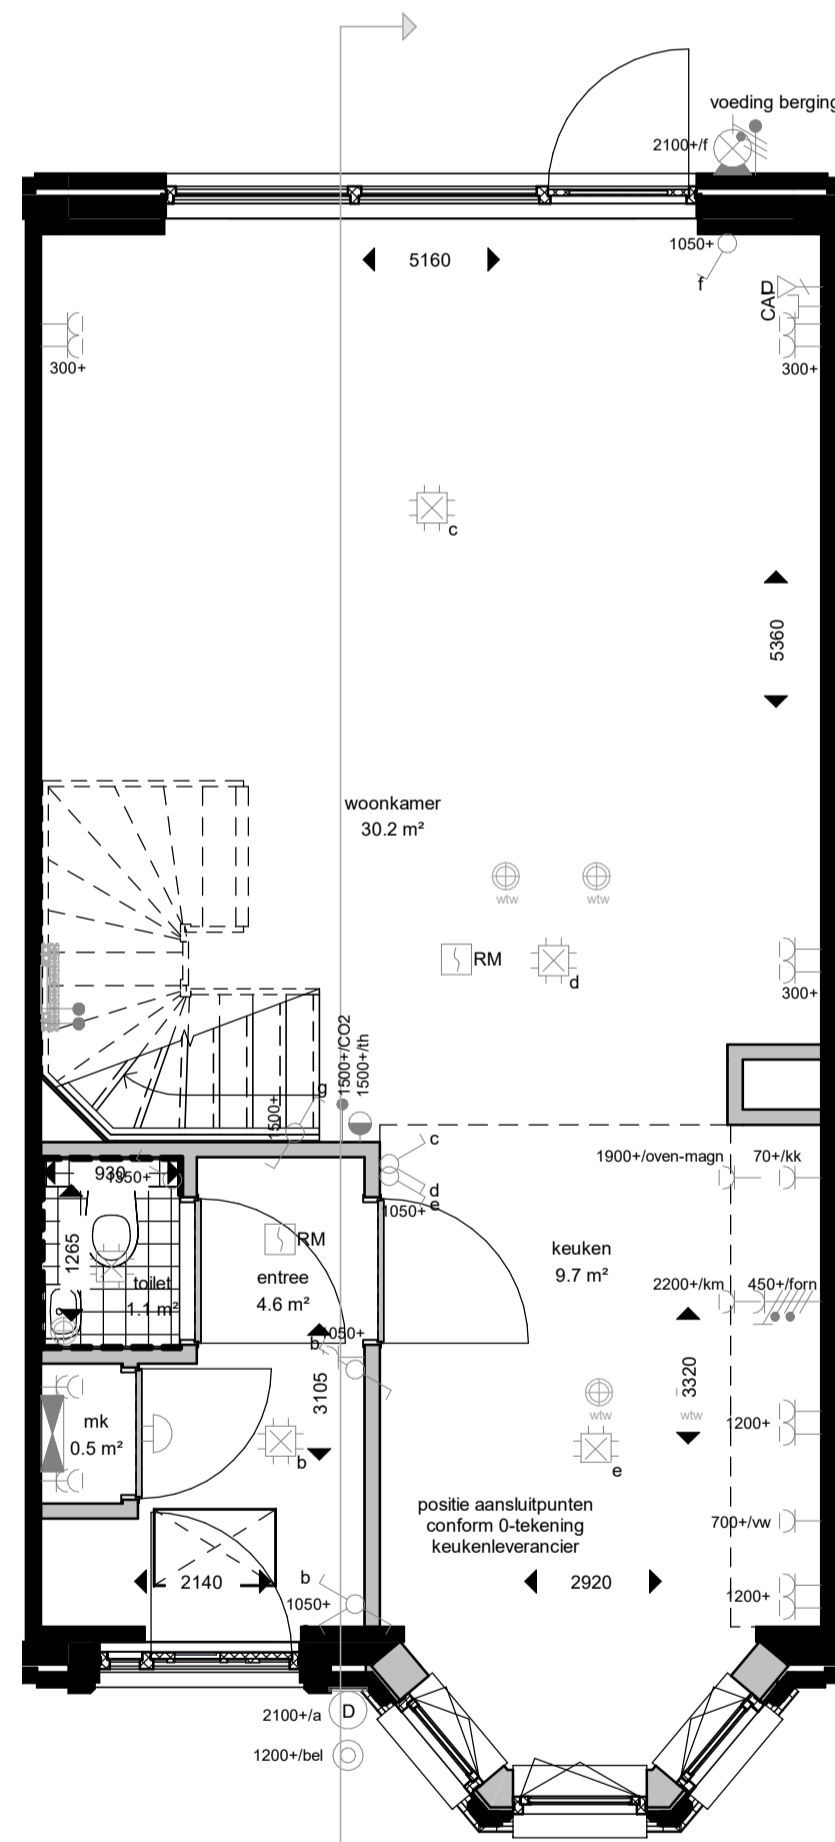 voeding berging
2100+/f
1050+
f
5160
CAI
D
300+
300+
c
5360
woonkamer
30.2 m²
wtw
wtw
RM
d
300+
1500+/CO2
1500+/th
g
1500+
c
d
e
1050+
1900+/oven-magn
70+/kk
930
1350+
1265
toilet
1.1 m²
RM
entree
4.6 m²
keuken
9.7 m²
2200+/km
450+/forn
1050+
b
3105
3320
wtw
wtw
1200+
mk
0.5 m²
b
e
positie aansluitpunten
conform 0-tekening
keukenleverancier
700+/vw
b
2140
1050+
2920
1200+
2100+/a
D
1200+/bel